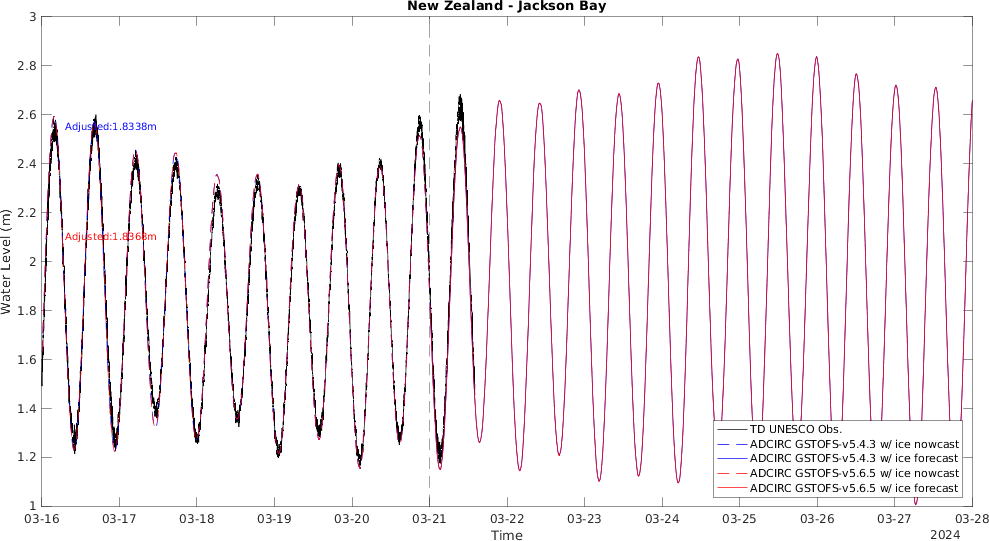 New Zealand - Jackson Bay
3
2.8
2.6
2.4
2.2
2
1.8
1.6
1.4
1.2
1
Water Level (m)
Adjusted:1.8338m
Adjusted:1.8368m
TD UNESCO Obs.
ADCIRC GSTOFS-v5.4.3 w/ ice nowcast
ADCIRC GSTOFS-v5.4.3 w/ ice forecast
ADCIRC GSTOFS-v5.6.5 w/ ice nowcast
ADCIRC GSTOFS-v5.6.5 w/ ice forecast
03-16 03-17 03-18 03-19 03-20 03-21 03-22 03-23 03-24 03-25 03-26 03-27 03-28
Time
2024